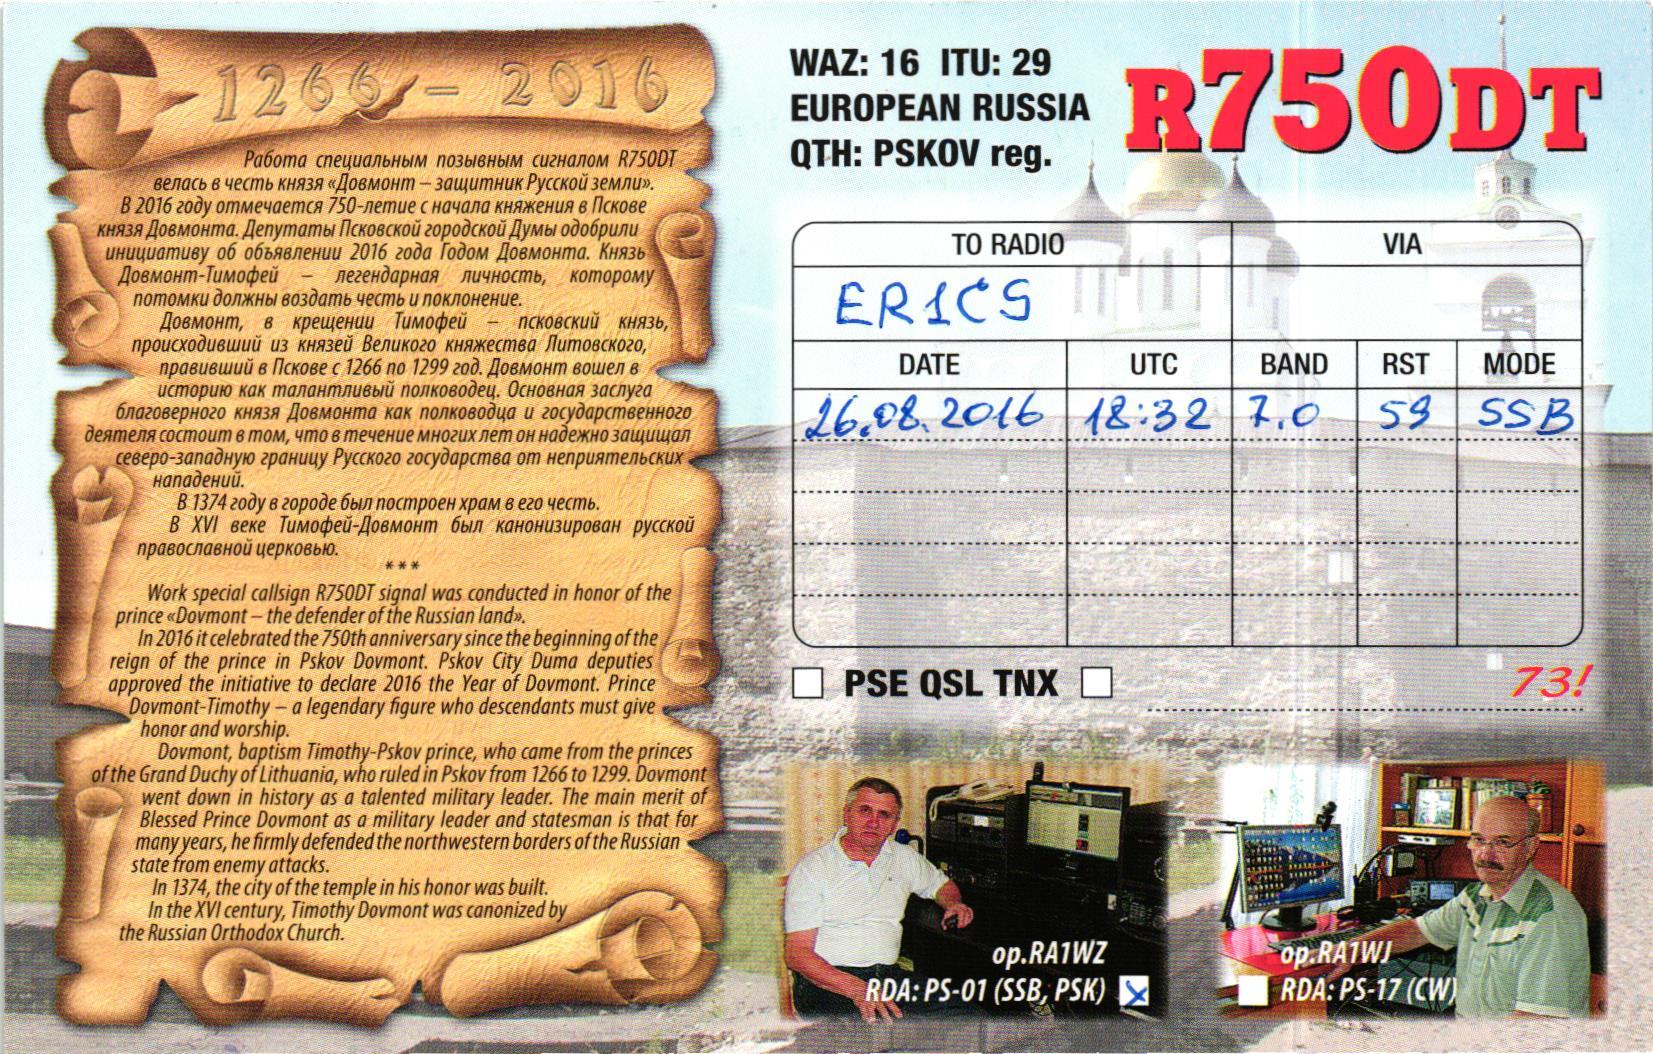 1266 – 2016
Работа специальным позывным сигналом R750DT
велась в честь князя «Довмонт – защитник Русской земли».
В 2016 году отмечается 750-летие с начала княжения в Пскове
князя Довмонта. Депутаты Псковской городской Думы одобрили
инициативу об объявлении 2016 года Годом Довмонта. Князь
Довмонт-Тимофей – легендарная личность, которому
потомки должны воздать честь и поклонение.
Довмонт, в крещении Тимофей – псковский князь,
происходивший из князей Великого княжества Литовского,
правивший в Пскове с 1266 по 1299 год. Довмонт вошел в
историю как талантливый полководец. Основная заслуга
благоверного князя Довмонта как полководца и государственного
деятеля состоит в том, что в течение многих лет он надежно защищал
северо-западную границу Русского государства от неприятельских
нападений.
В 1374 году в городе был построен храм в его честь.
В XVI веке Тимофей-Довмонт был канонизирован русской
православной церковью.
***
Work special callsign R750DT signal was conducted in honor of the
prince «Dovmont – the defender of the Russian land».
In 2016 it celebrated the 750th anniversary since the beginning of the
reign of the prince in Pskov Dovmont. Pskov City Duma deputies
approved the initiative to declare 2016 the Year of Dovmont. Prince
Dovmont-Timothy – a legendary figure who descendants must give
honor and worship.
Dovmont, baptism Timothy-Pskov prince, who came from the princes
of the Grand Duchy of Lithuania, who ruled in Pskov from 1266 to 1299. Dovmont
went down in history as a talented military leader. The main merit of
Blessed Prince Dovmont as a military leader and statesman is that for
many years, he firmly defended the northwestern borders of the Russian
state from enemy attacks.
In 1374, the city of the temple in his honor was built.
In the XVI century, Timothy Dovmont was canonized by
the Russian Orthodox Church.
WAZ: 16 ITU: 29
EUROPEAN RUSSIA
QTH: PSKOV reg.
R750DT
TO RADIO VIA
ER1CS
DATE UTC BAND RST MODE
26.08.2016 18:32 7.0 59 SSB
PSE QSL TNX
73!
op.RA1WZ
RDA: PS-01 (SSB, PSK)
op.RA1WJ
RDA: PS-17 (CW)